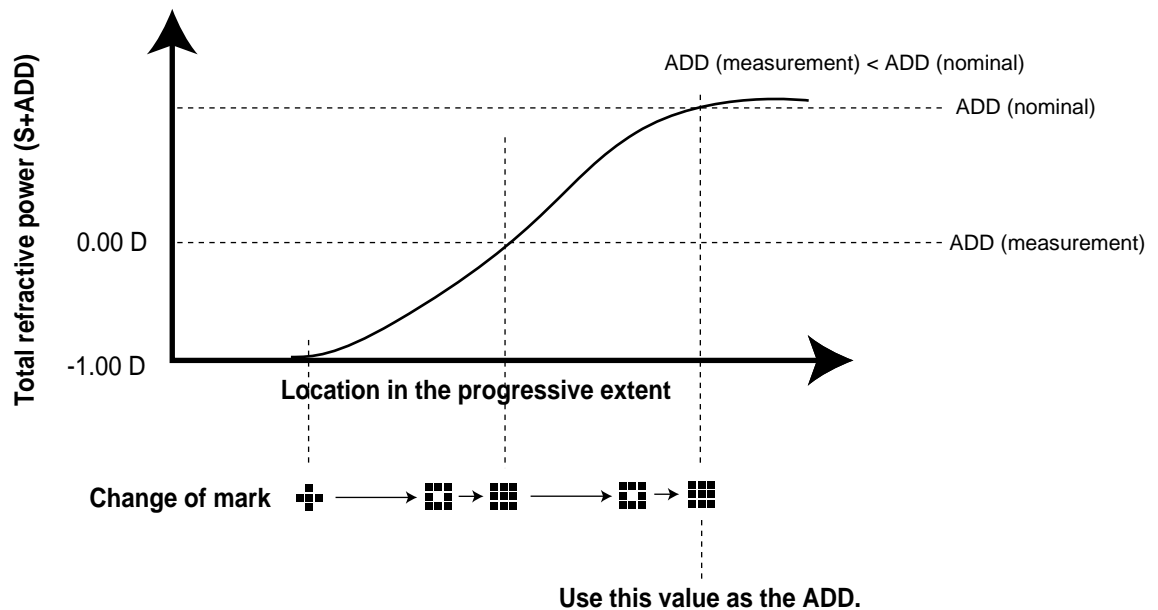 Total refractive power (S+ADD)
ADD (measurement) < ADD (nominal)
ADD (nominal)
0.00 D
ADD (measurement)
-1.00 D
Location in the progressive extent
Change of mark
Use this value as the ADD.